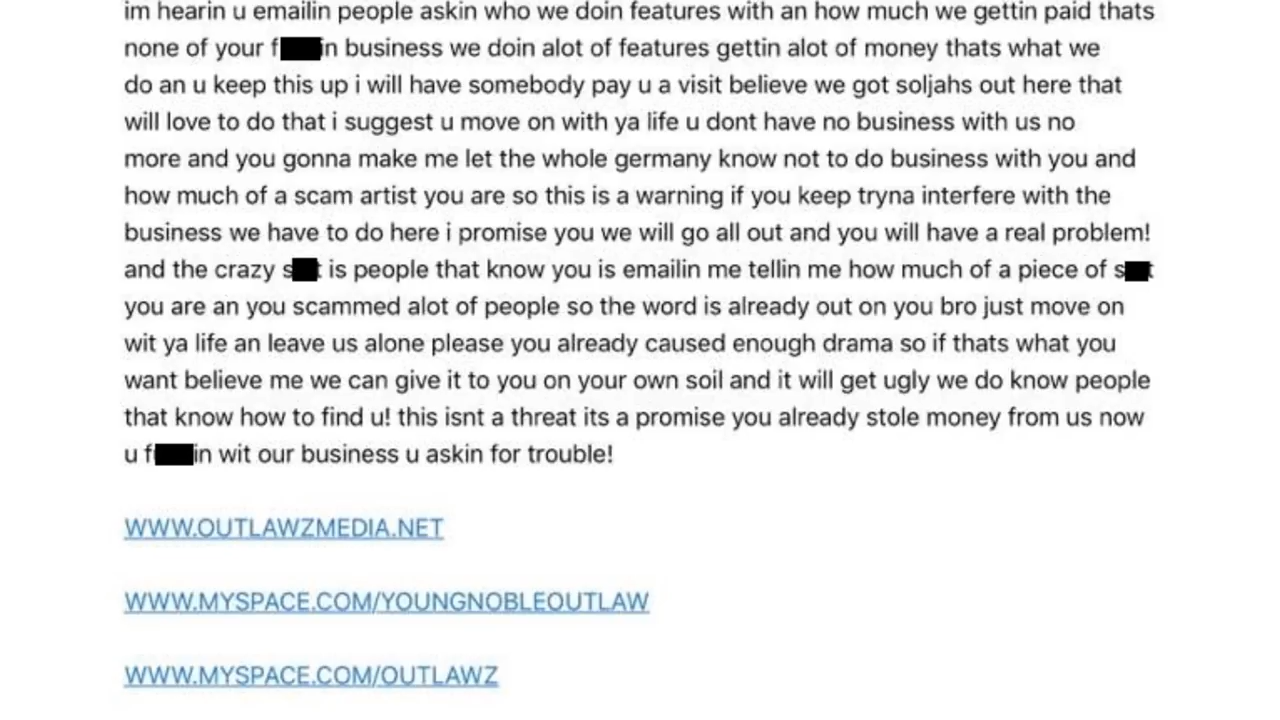 im hearin u emailin people askin who we doin features with an how much we gettin paid thats
none of your f in business we doin alot of features gettin alot of money thats what we
do an u keep this up i will have somebody pay u a visit believe we got soljahs out here that
will love to do that i suggest u move on with ya life u dont have no business with us no
more and you gonna make me let the whole germany know not to do business with you and
how much of a scam artist you are so this is a warning if you keep tryna interfere with the
business we have to do here i promise you we will go all out and you will have a real problem!
and the crazy s t is people that know you is emailin me tellin me how much of a piece of s t
you are an you scammed alot of people so the word is already out on you bro just move on
wit ya life an leave us alone please you already caused enough drama so if thats what you
want believe me we can give it to you on your own soil and it will get ugly we do know people
that know how to find u! this isnt a threat its a promise you already stole money from us now
u f in wit our business u askin for trouble!
WWW.OUTLAWZMEDIA.NET
WWW.MYSPACE.COM/YOUNGNOBLEOUTLAW
WWW.MYSPACE.COM/OUTLAWZ